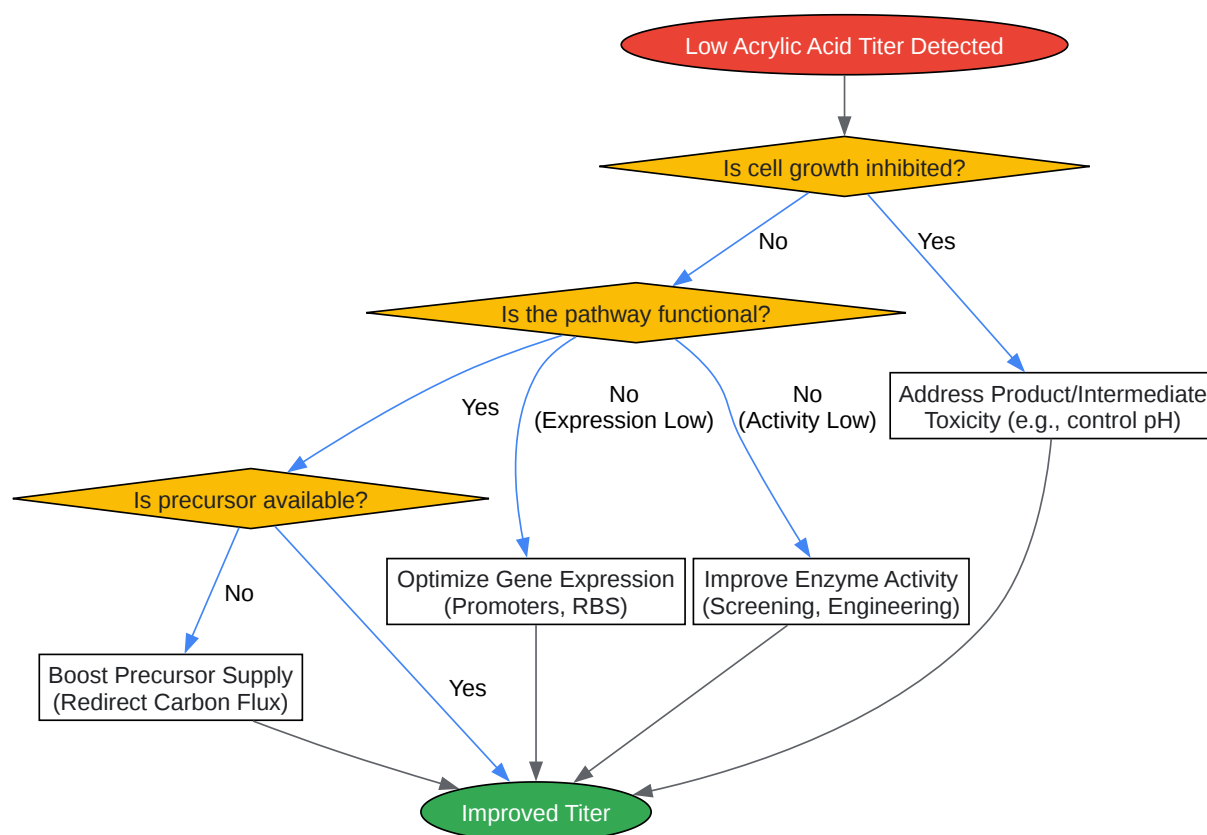 Low Acrylic Acid Titer Detected
Is cell growth inhibited?
No
Yes
Is the pathway functional?
Yes
No
(Expression Low)
No
(Activity Low)
Address Product/Intermediate
Toxicity (e.g., control pH)
Is precursor available?
No
Yes
Optimize Gene Expression
(Promoters, RBS)
Improve Enzyme Activity
(Screening, Engineering)
Boost Precursor Supply
(Redirect Carbon Flux)
Improved Titer